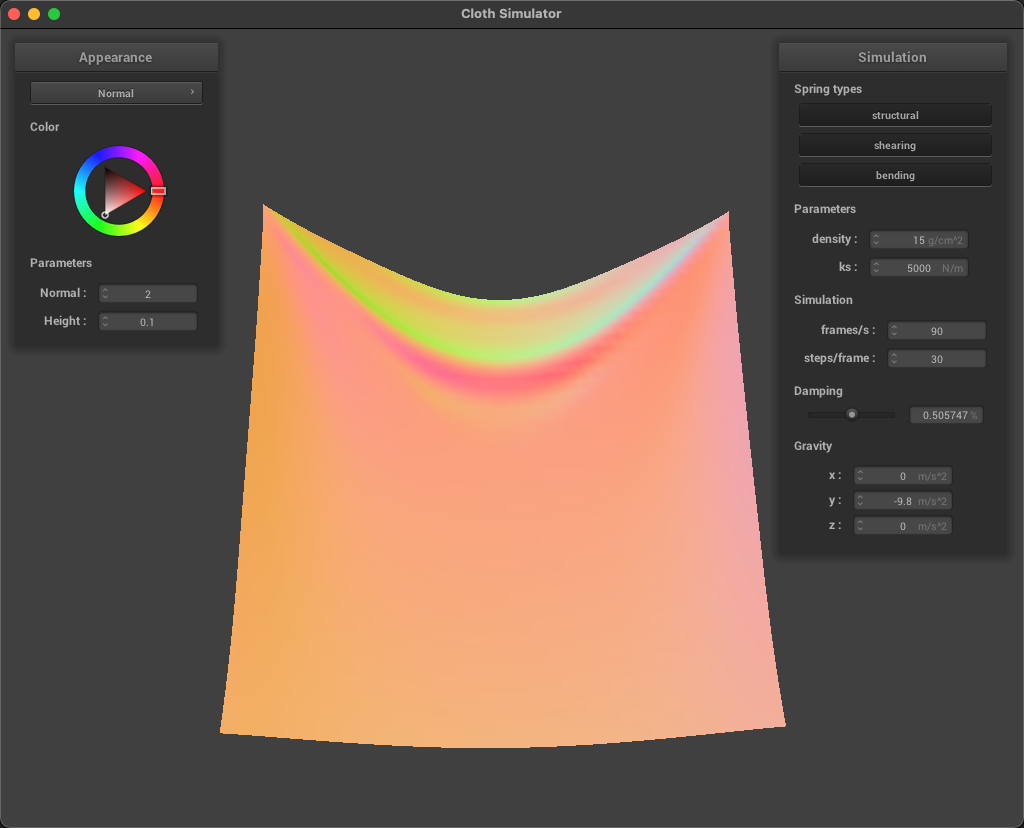 Cloth Simulator
Appearance
Normal
Color
Parameters
Normal : 2
Height : 0.1
Simulation
Spring types
structural
shearing
bending
Parameters
density : 15 g/cm^2
ks : 5000 N/m
Simulation
frames/s : 90
steps/frame : 30
Damping
0.505747 %
Gravity
x : 0 m/s^2
y : -9.8 m/s^2
z : 0 m/s^2